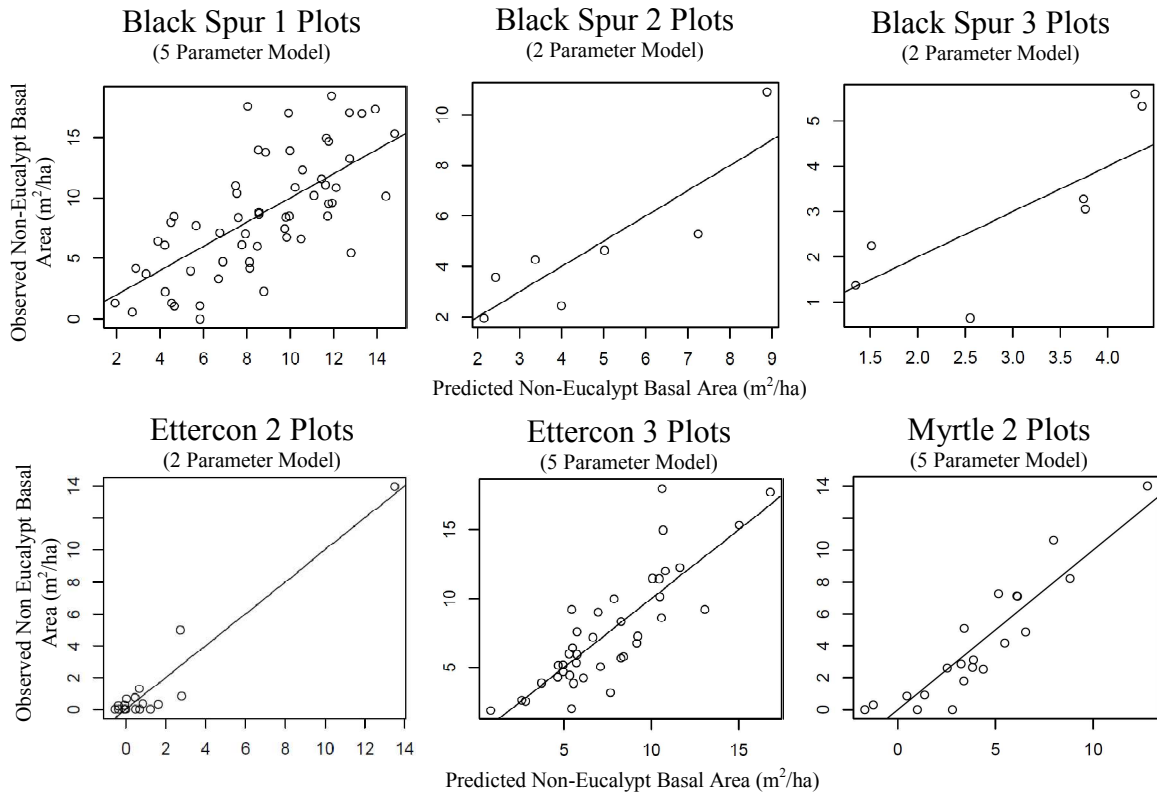 Black Spur 1 Plots
(5 Parameter Model)
Black Spur 2 Plots
(2 Parameter Model)
Black Spur 3 Plots
(2 Parameter Model)
Observed Non-Eucalypt Basal
Area (m²/ha)
0 5 10 15
2 4 6 8 10 12 14
2 4 6 8 10
2 3 4 5 6 7 8 9
1 2 3 4 5
1.5 2.0 2.5 3.0 3.5 4.0
Predicted Non-Eucalypt Basal Area (m²/ha)
Ettercon 2 Plots
(2 Parameter Model)
Ettercon 3 Plots
(5 Parameter Model)
Myrtle 2 Plots
(5 Parameter Model)
Observed Non Eucalypt Basal
Area (m²/ha)
0 2 4 6 8 10 14
0 2 4 6 8 10 12 14
5 10 15
5 10 15
0 2 4 6 8 10 14
0 5 10
Predicted Non-Eucalypt Basal Area (m²/ha)